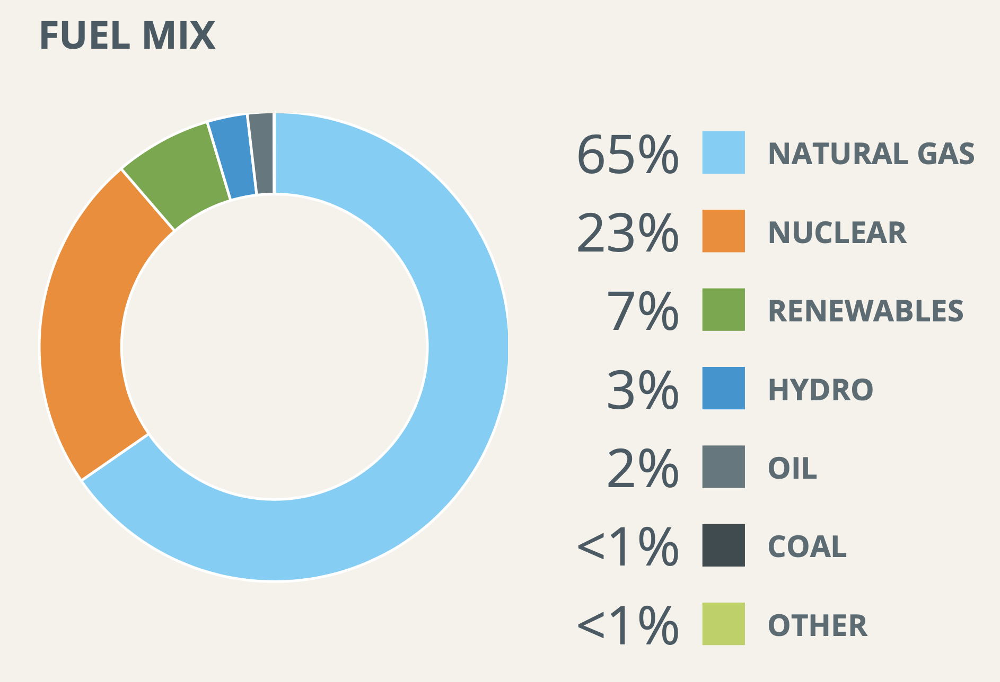 FUEL MIX
65% NATURAL GAS
23% NUCLEAR
7% RENEWABLES
3% HYDRO
2% OIL
<1% COAL
<1% OTHER